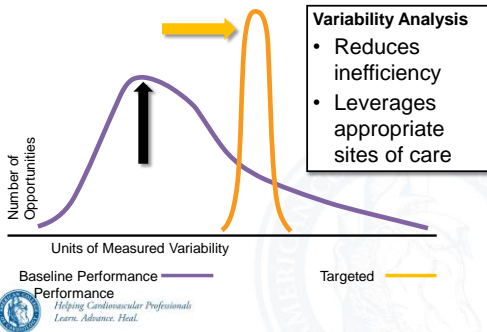 Variability Analysis
• Reduces
inefficiency
• Leverages
appropriate
sites of care
Number of
Opportunities
Units of Measured Variability
Baseline Performance
Targeted
Performance
Helping Cardiovascular Professionals
Learn. Advance. Heal.